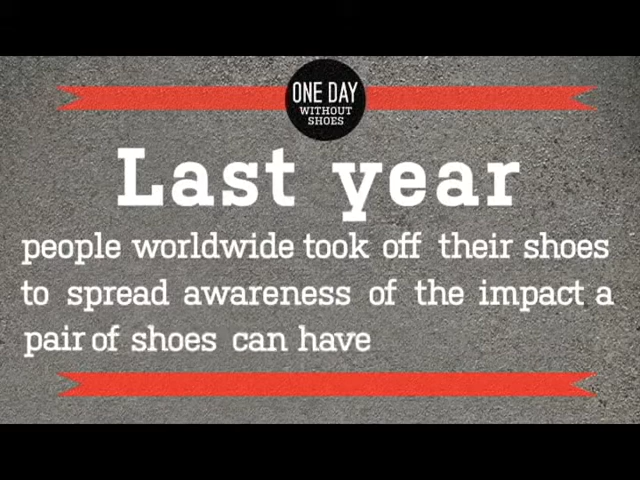 ONE DAY
WITHOUT
SHOES
Last year
people worldwide took off their shoes
to spread awareness of the impact a
pair of shoes can have